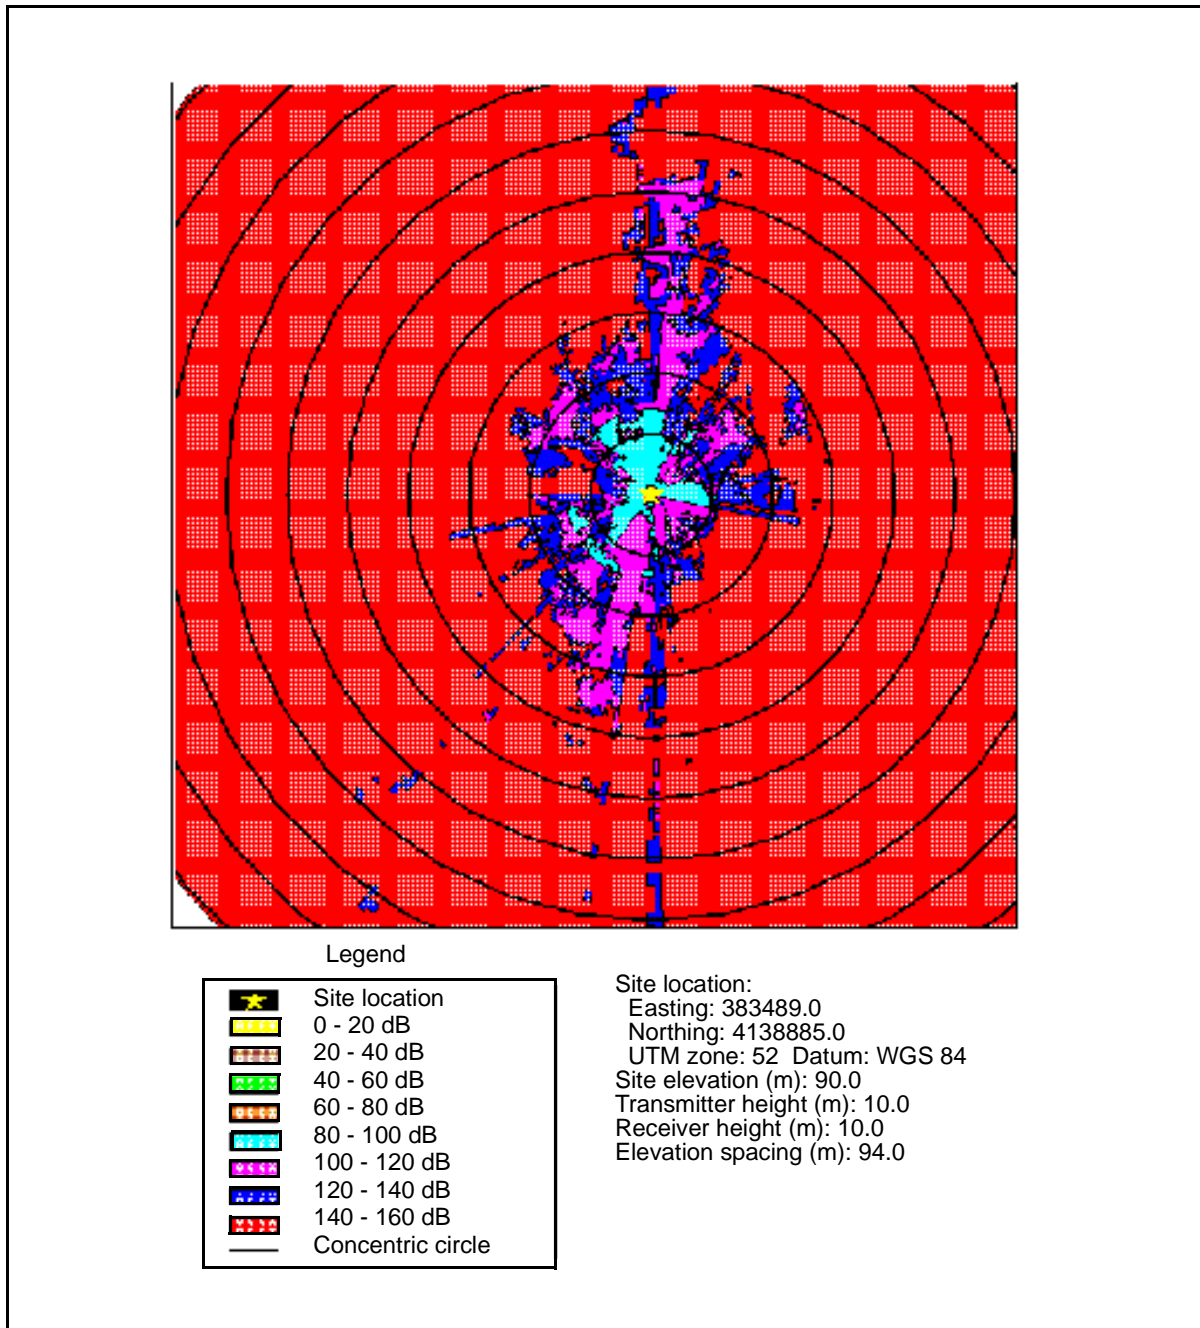 Legend
Site location
0 - 20 dB
20 - 40 dB
40 - 60 dB
60 - 80 dB
80 - 100 dB
100 - 120 dB
120 - 140 dB
140 - 160 dB
Concentric circle
Site location:
Easting: 383489.0
Northing: 4138885.0
UTM zone: 52 Datum: WGS 84
Site elevation (m): 90.0
Transmitter height (m): 10.0
Receiver height (m): 10.0
Elevation spacing (m): 94.0